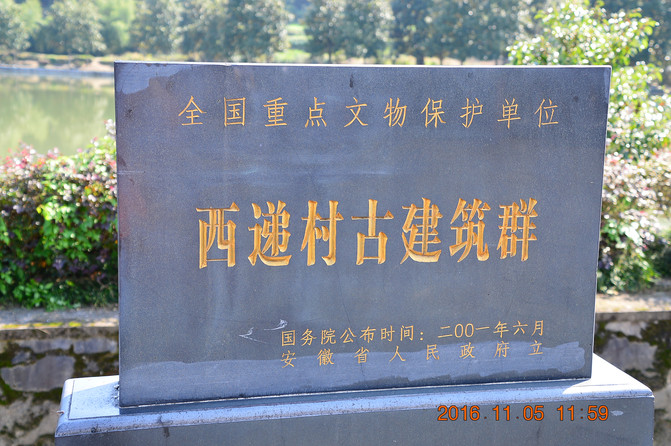 全国重点文物保护单位
西递村古建筑群
国务院公布时间：二〇〇一年六月
安徽省人民政府立
2016.11.05 11:59